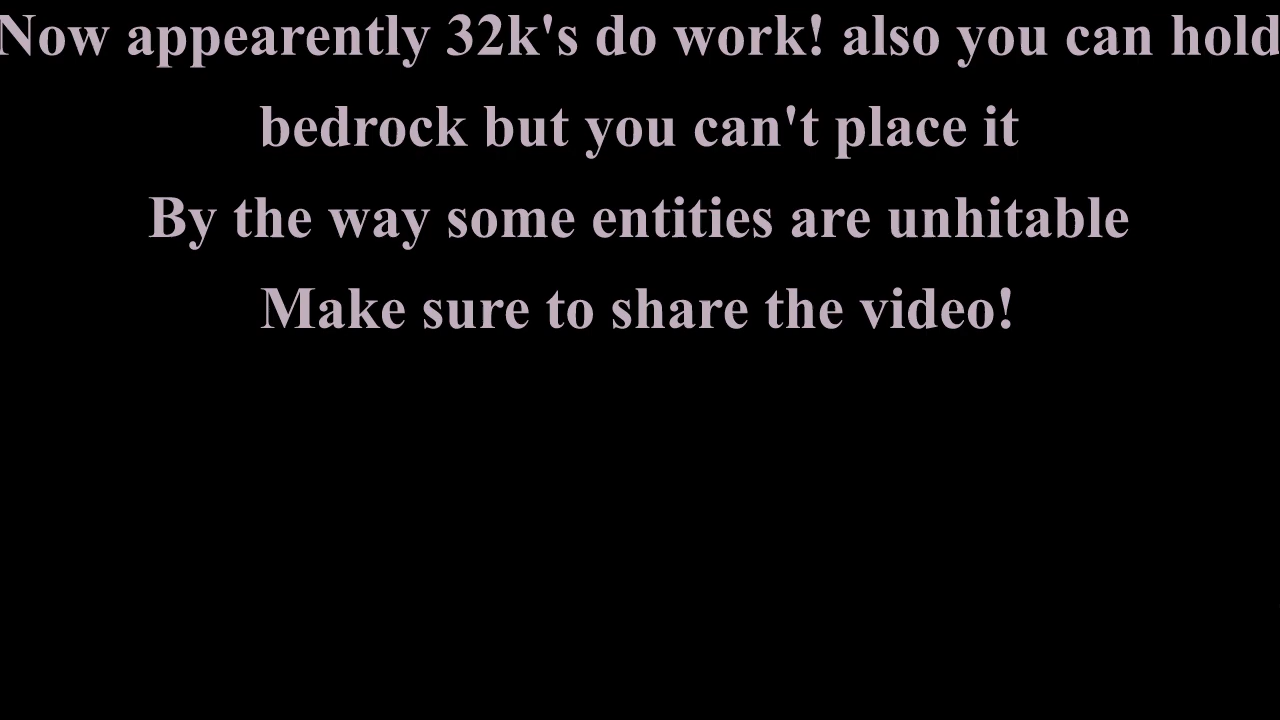 Now appearently 32k's do work! also you can hold
bedrock but you can't place it
By the way some entities are unhitable
Make sure to share the video!